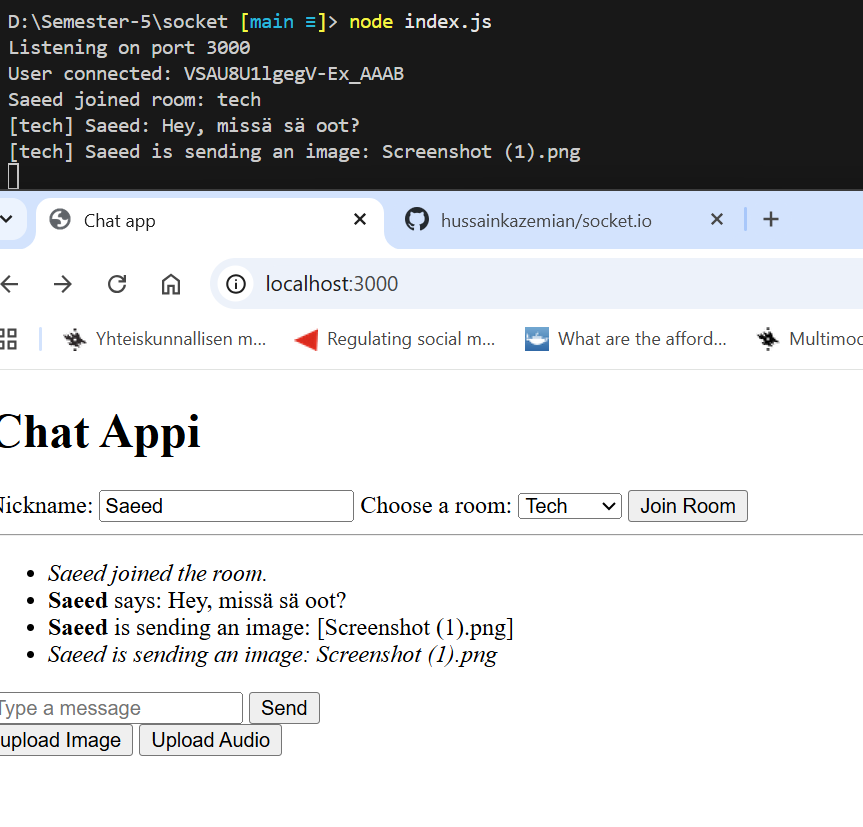 D:\Semester-5\socket [main ≡]> node index.js
Listening on port 3000
User connected: VSAU8U1lgegV-Ex_AAAB
Saeed joined room: tech
[tech] Saeed: Hey, missä sä oot?
[tech] Saeed is sending an image: Screenshot (1).png
Chat app hussainkazemian/socket.io
localhost:3000
Yhteiskunnallisen m... Regulating social m... What are the afford... Multimod
Chat Appi
Nickname: Saeed Choose a room: Tech Join Room
Saeed joined the room.
Saeed says: Hey, missä sä oot?
Saeed is sending an image: [Screenshot (1).png]
Saeed is sending an image: Screenshot (1).png
Type a message Send
upload Image Upload Audio